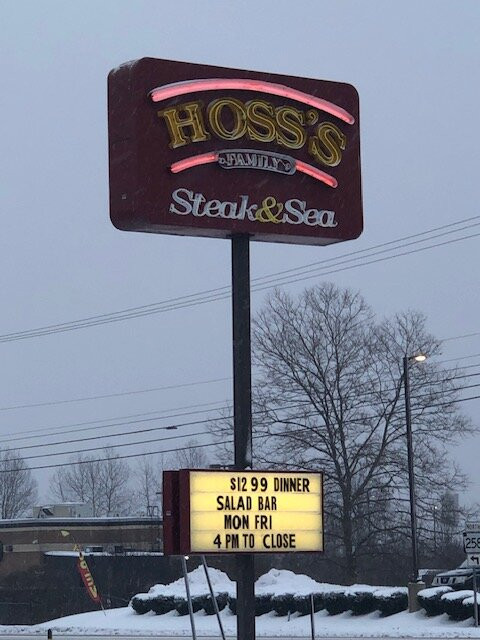 HOSS'S
FAMILY
Steak&Sea
$12 99 DINNER
SALAD BAR
MON FRI
4 PM TO CLOSE